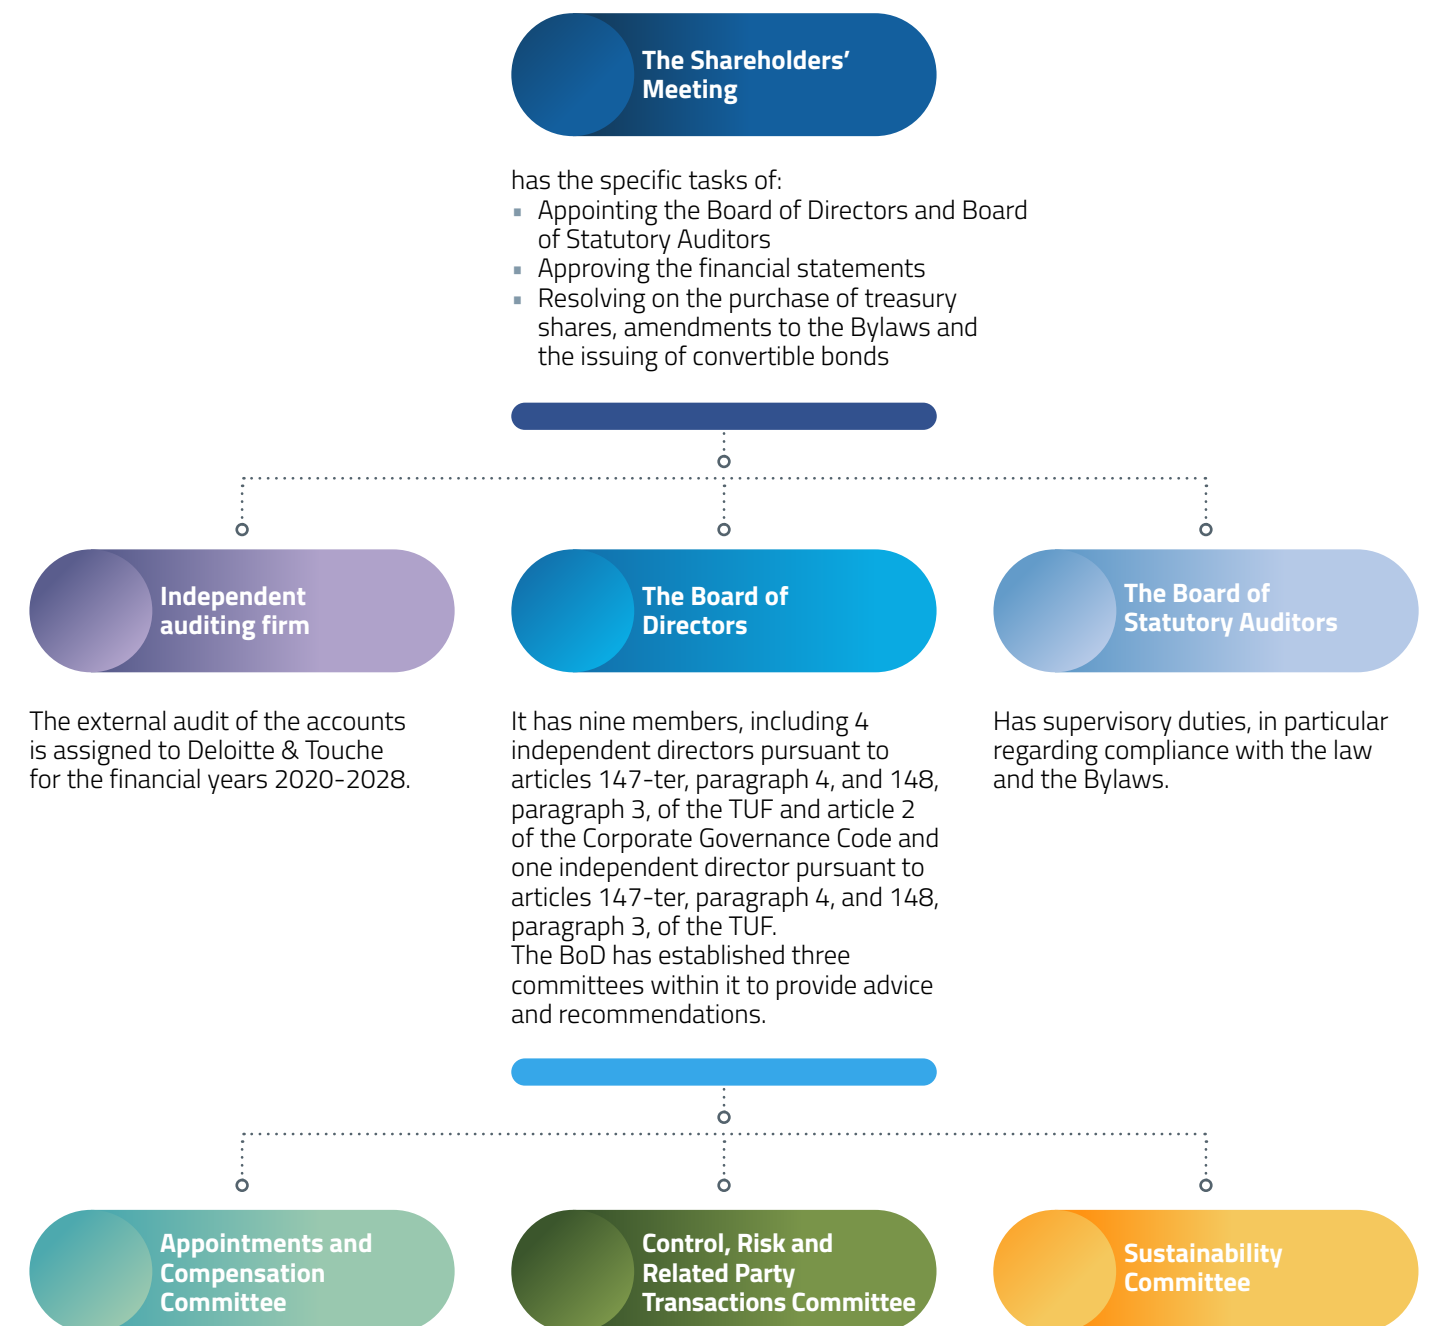 The Shareholders’
Meeting
has the specific tasks of:
▪ Appointing the Board of Directors and Board
of Statutory Auditors
▪ Approving the financial statements
▪ Resolving on the purchase of treasury
shares, amendments to the Bylaws and
the issuing of convertible bonds
Independent
auditing firm
The external audit of the accounts
is assigned to Deloitte & Touche
for the financial years 2020-2028.
The Board of
Directors
It has nine members, including 4
independent directors pursuant to
articles 147-ter, paragraph 4, and 148,
paragraph 3, of the TUF and article 2
of the Corporate Governance Code and
one independent director pursuant to
articles 147-ter, paragraph 4, and 148,
paragraph 3, of the TUF.
The BoD has established three
committees within it to provide advice
and recommendations.
The Board of
Statutory Auditors
Has supervisory duties, in particular
regarding compliance with the law
and the Bylaws.
Appointments and
Compensation
Committee
Control, Risk and
Related Party
Transactions Committee
Sustainability
Committee